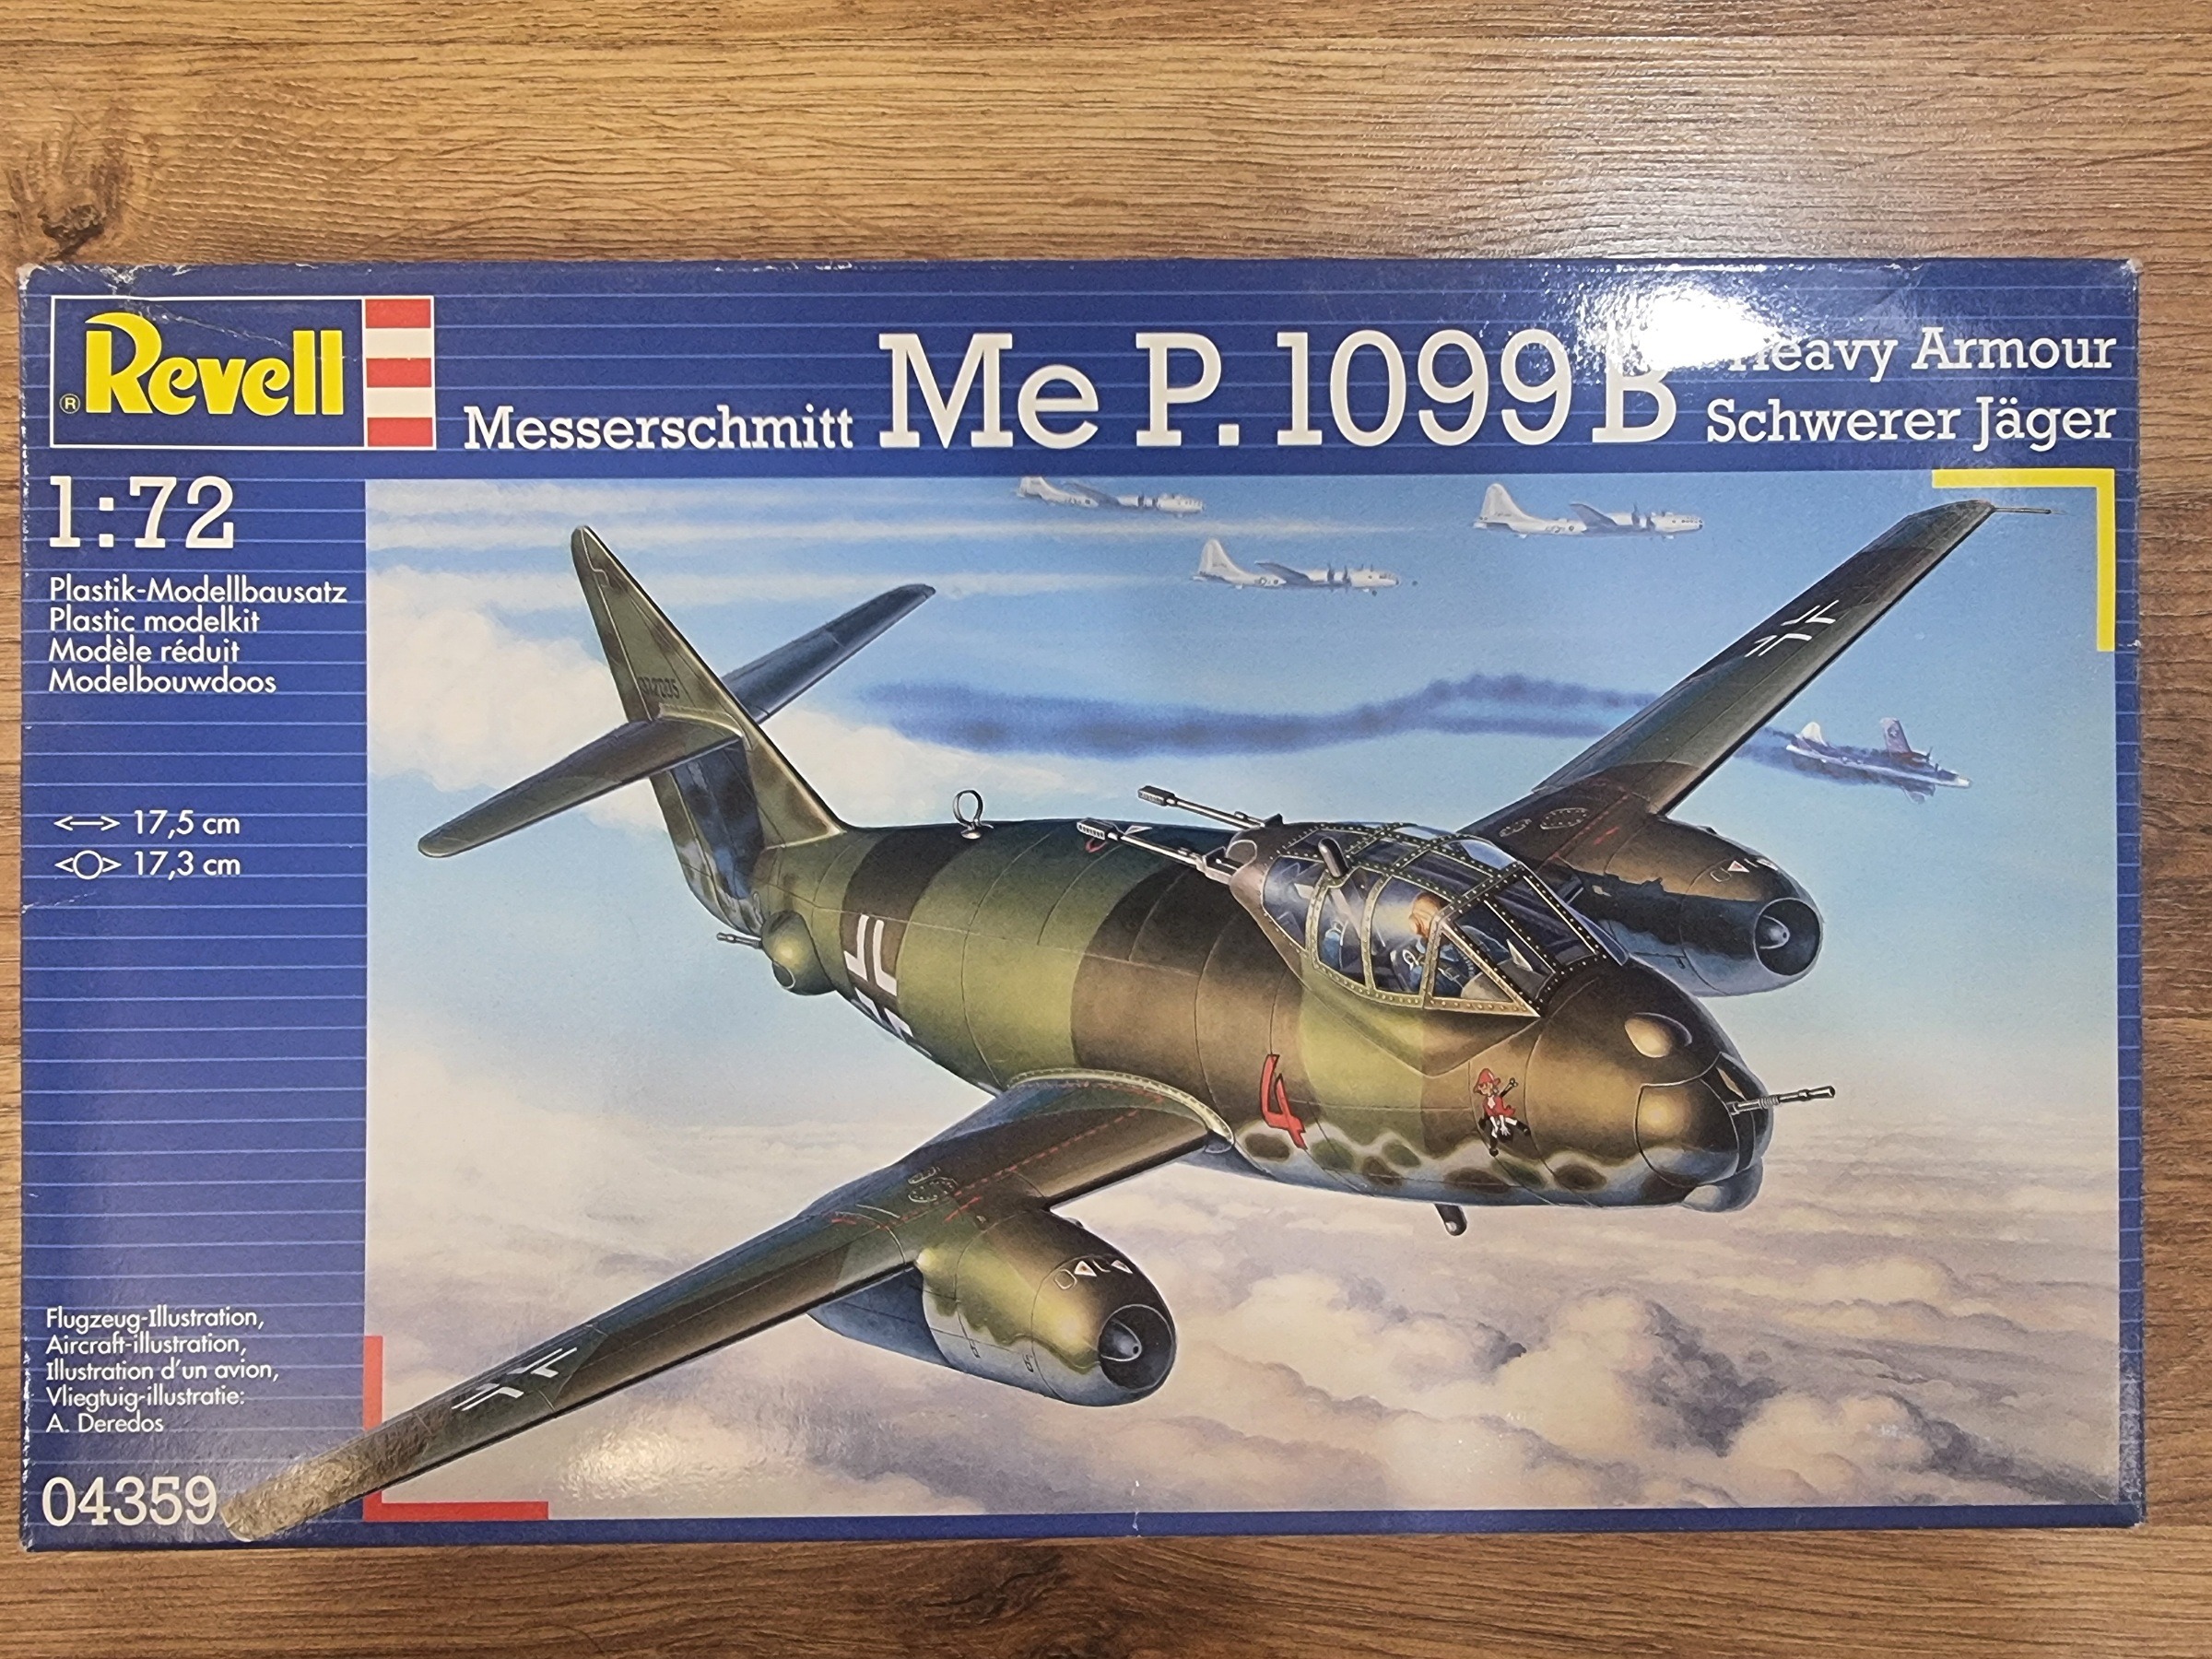 ® Revell
Messerschmitt Me P.1099 B Heavy Armour
Schwerer Jäger
1:72
Plastik-Modellbausatz
Plastic modelkit
Modèle réduit
Modelbouwdoos
17,5 cm
17,3 cm
4
Flugzeug-Illustration,
Aircraft-illustration,
Illustration d'un avion,
Vliegtuig-illustratie:
A. Deredos
04359